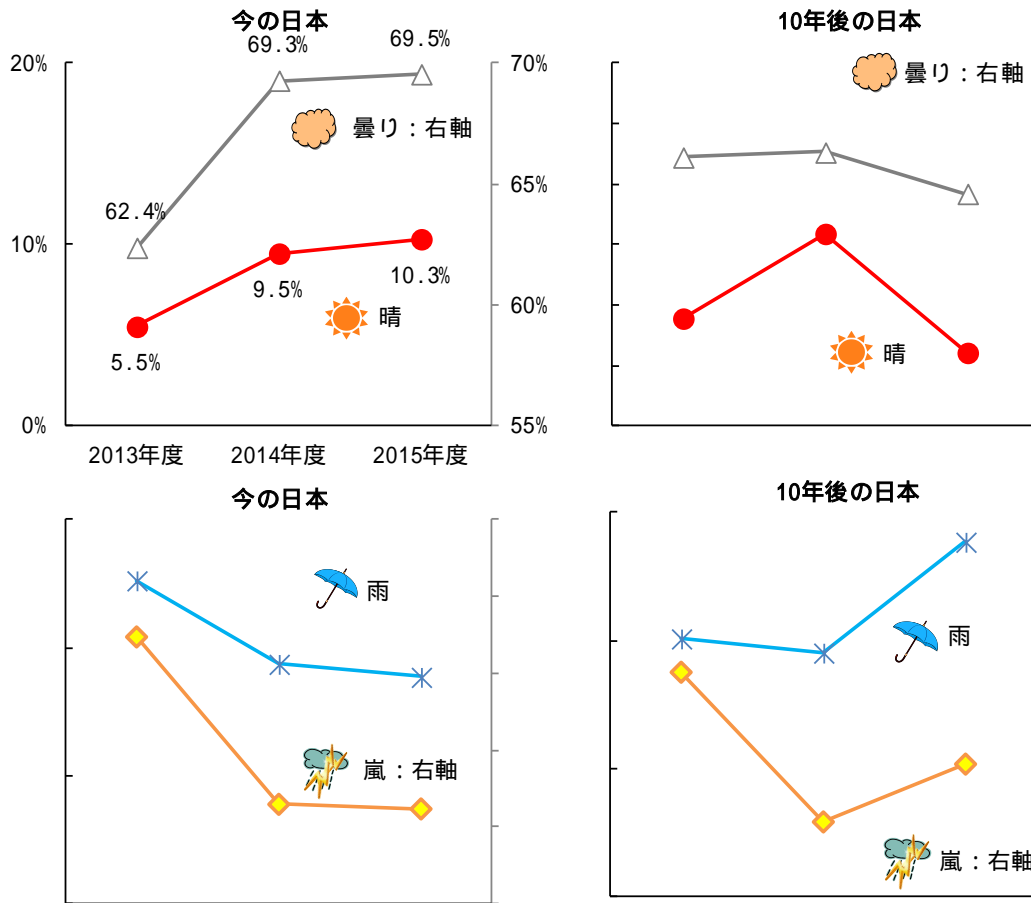 今の日本
69.3%
69.5%
20%
70%
曇り：右軸
65%
62.4%
10%
9.5%
10.3%
60%
晴
5.5%
0%
55%
2013年度
2014年度
2015年度
10年後の日本
曇り：右軸
晴
今の日本
雨
嵐：右軸
10年後の日本
雨
嵐：右軸